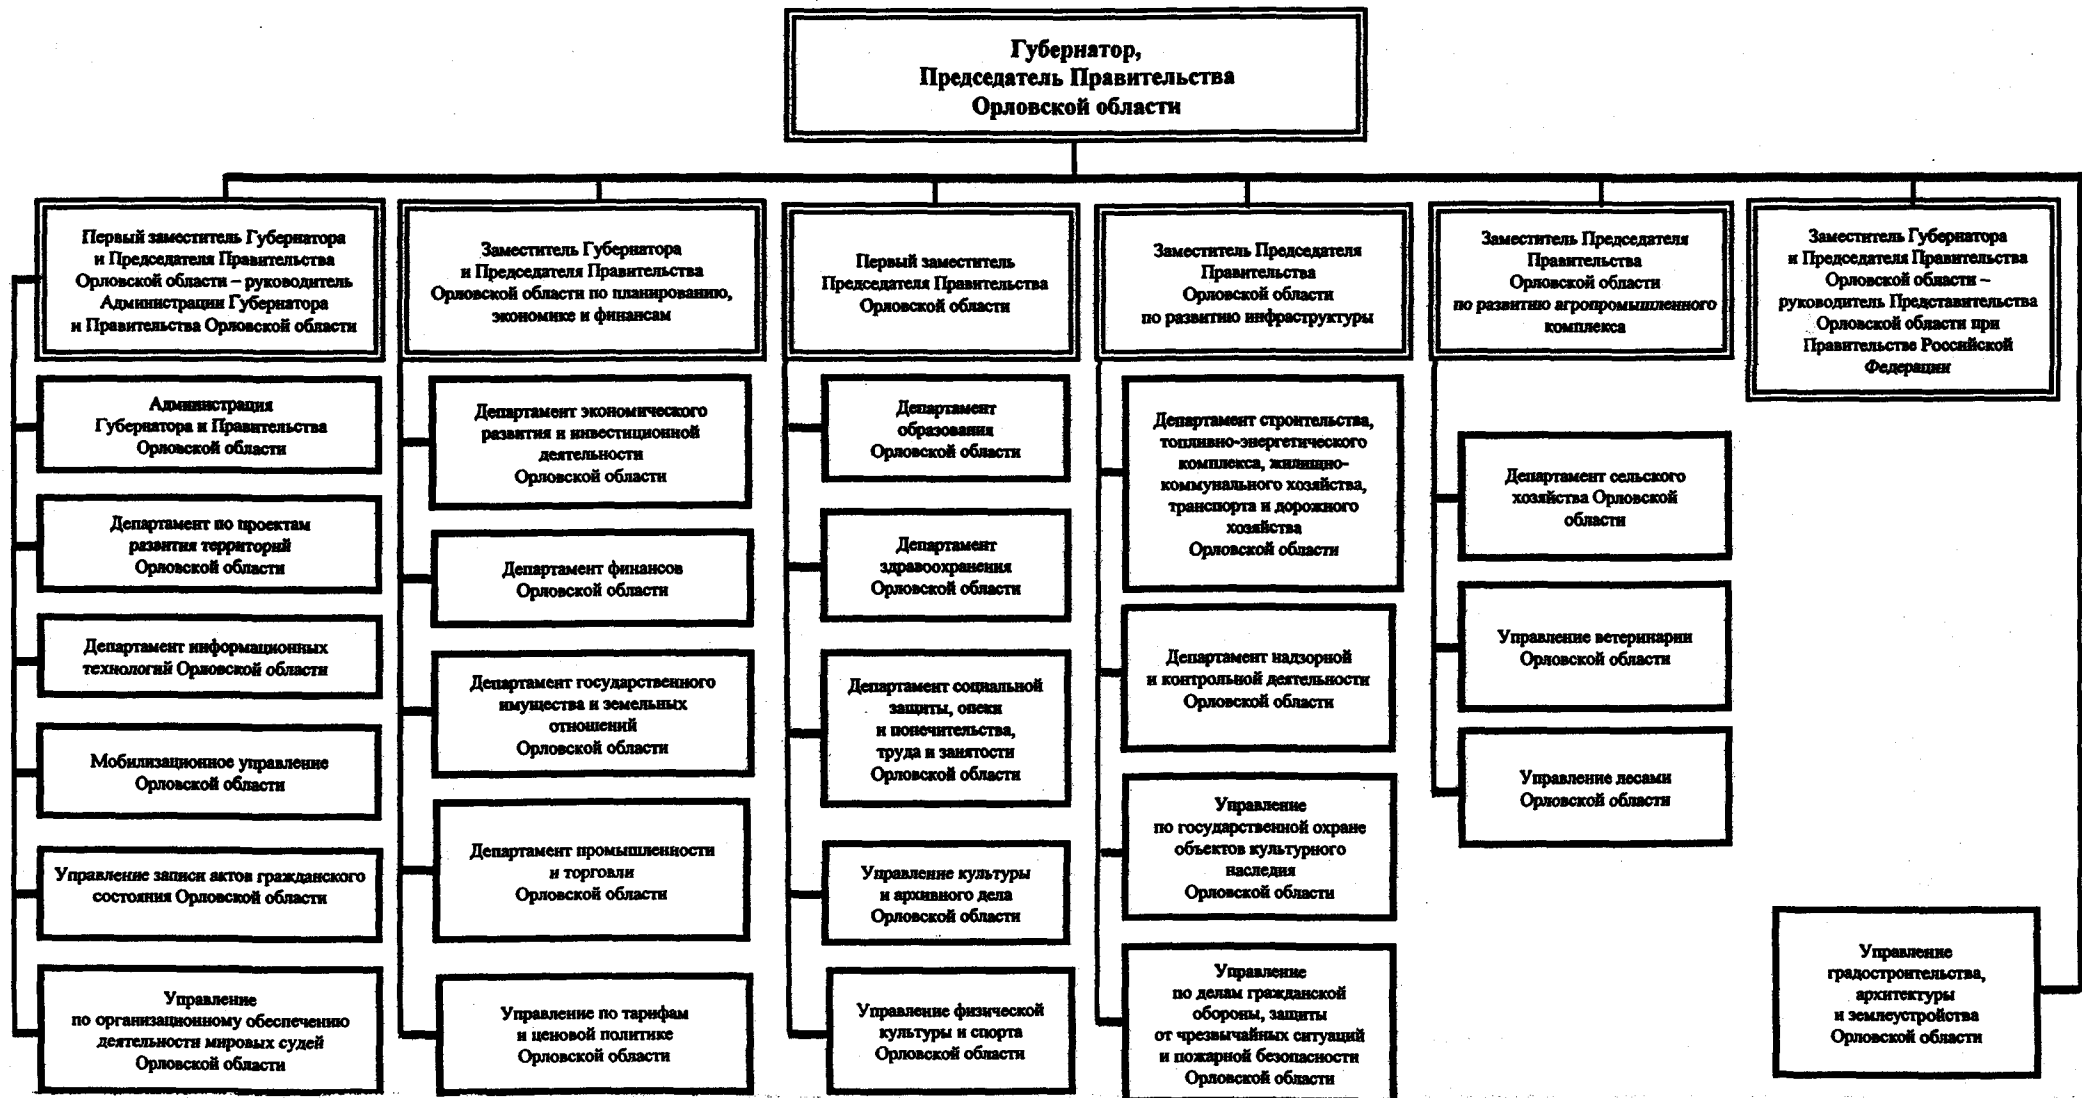 Губернатор,
Председатель Правительства
Орловской области
Первый заместитель Губернатора
и Председателя Правительства
Орловской области – руководитель
Администрации Губернатора
и Правительства Орловской области
Администрация
Губернатора и Правительства
Орловской области
Департамент по проектам
развития территорий
Орловской области
Департамент информационных
технологий Орловской области
Мобилизационное управление
Орловской области
Управление записи актов гражданского
состояния Орловской области
Управление
по организационному обеспечению
деятельности мировых судей
Орловской области
Заместитель Губернатора
и Председателя Правительства
Орловской области по планированию,
экономике и финансам
Департамент экономического
развития и инвестиционной
деятельности
Орловской области
Департамент финансов
Орловской области
Департамент государственного
имущества и земельных
отношений
Орловской области
Департамент промышленности
и торговли
Орловской области
Управление по тарифам
и ценовой политике
Орловской области
Первый заместитель
Председателя Правительства
Орловской области
Департамент
образования
Орловской области
Департамент
здравоохранения
Орловской области
Департамент социальной
защиты, опеки
и попечительства,
труда и занятости
Орловской области
Управление культуры
и архивного дела
Орловской области
Управление физической
культуры и спорта
Орловской области
Заместитель Председателя
Правительства
Орловской области
по развитию инфраструктуры
Департамент строительства,
топливно-энергетического
комплекса, жилищно-
коммунального хозяйства,
транспорта и дорожного
хозяйства
Орловской области
Департамент надзорной
и контрольной деятельности
Орловской области
Управление
по государственной охране
объектов культурного
наследия
Орловской области
Управление
по делам гражданской
обороны, защиты
от чрезвычайных ситуаций
и пожарной безопасности
Орловской области
Заместитель Председателя
Правительства
Орловской области
по развитию агропромышленного
комплекса
Департамент сельского
хозяйства Орловской
области
Управление ветеринарии
Орловской области
Управление лесами
Орловской области
Заместитель Губернатора
и Председателя Правительства
Орловской области –
руководитель Представительства
Орловской области при
Правительстве Российской
Федерации
Управление
градостроительства,
архитектуры
и землеустройства
Орловской области